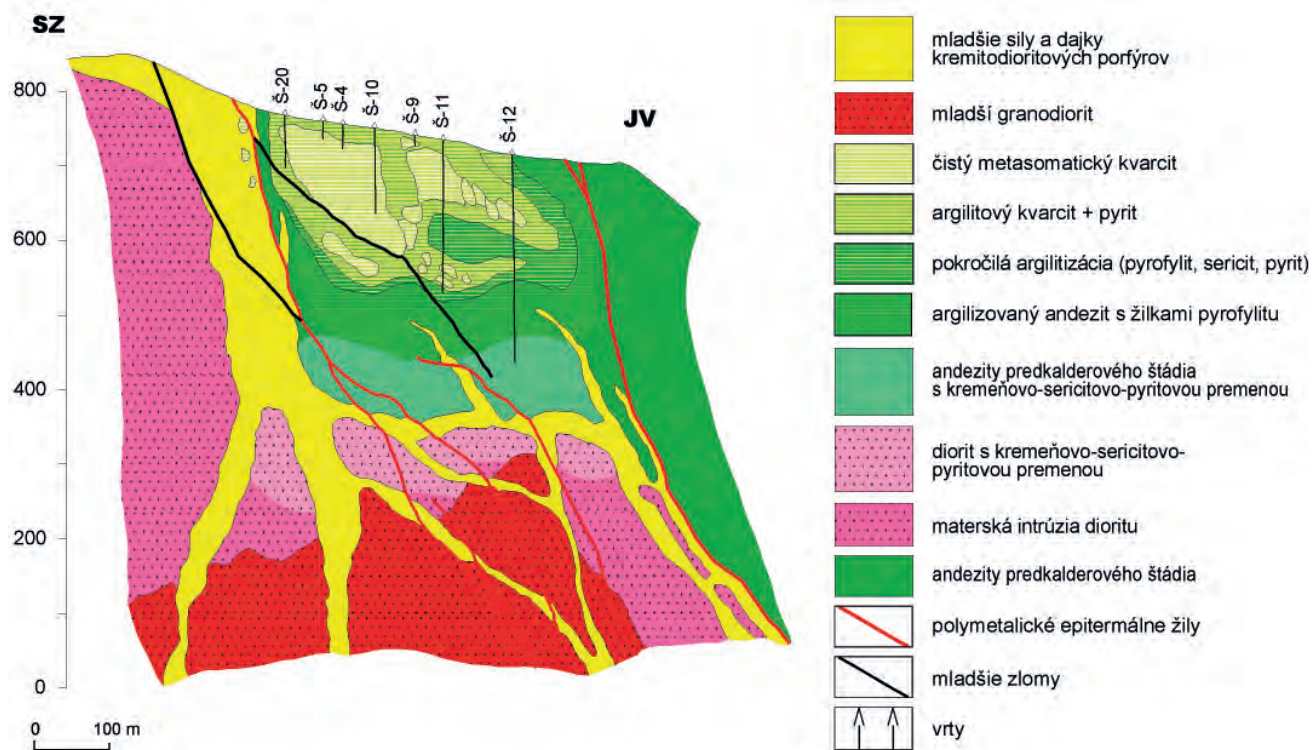 SZ
JV
800
600
400
200
0
Š-20
Š-5
Š-4
Š-10
Š-9
Š-11
Š-12
0 100 m
mladšie sily a dajky
kremitodioritových porfýrov
mladší granodiorit
čistý metasomatický kvarcit
argilitový kvarcit + pyrit
pokročilá argilitizácia (pyrofylit, sericit, pyrit)
argilizovaný andezit s žilkami pyrofylitu
andezity predkalderového štádia
s kremeňovo-sericitovo-pyritovou premenou
diorit s kremeňovo-sericitovo-
pyritovou premenou
materská intrúzia dioritu
andezity predkalderového štádia
polymetalické epitermálne žily
mladšie zlomy
vrty